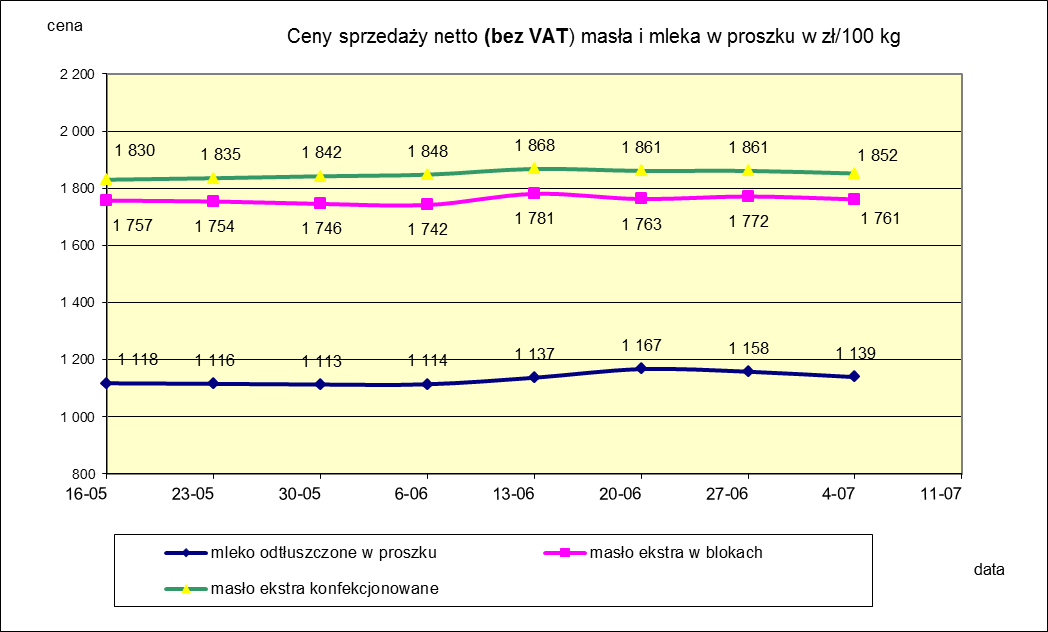 cena
Ceny sprzedaży netto (bez VAT) masła i mleka w proszku w zł/100 kg
2 200
2 000
1 800
1 600
1 400
1 200
1 000
800
1 830 1 835 1 842 1 848 1 868 1 861 1 861 1 852
1 757 1 754 1 746 1 742 1 781 1 763 1 772 1 761
1 118 1 116 1 113 1 114 1 137 1 167 1 158 1 139
16-05 23-05 30-05 6-06 13-06 20-06 27-06 4-07 11-07
data
mleko odtłuszczone w proszku masło ekstra w blokach
masło ekstra konfekcjonowane